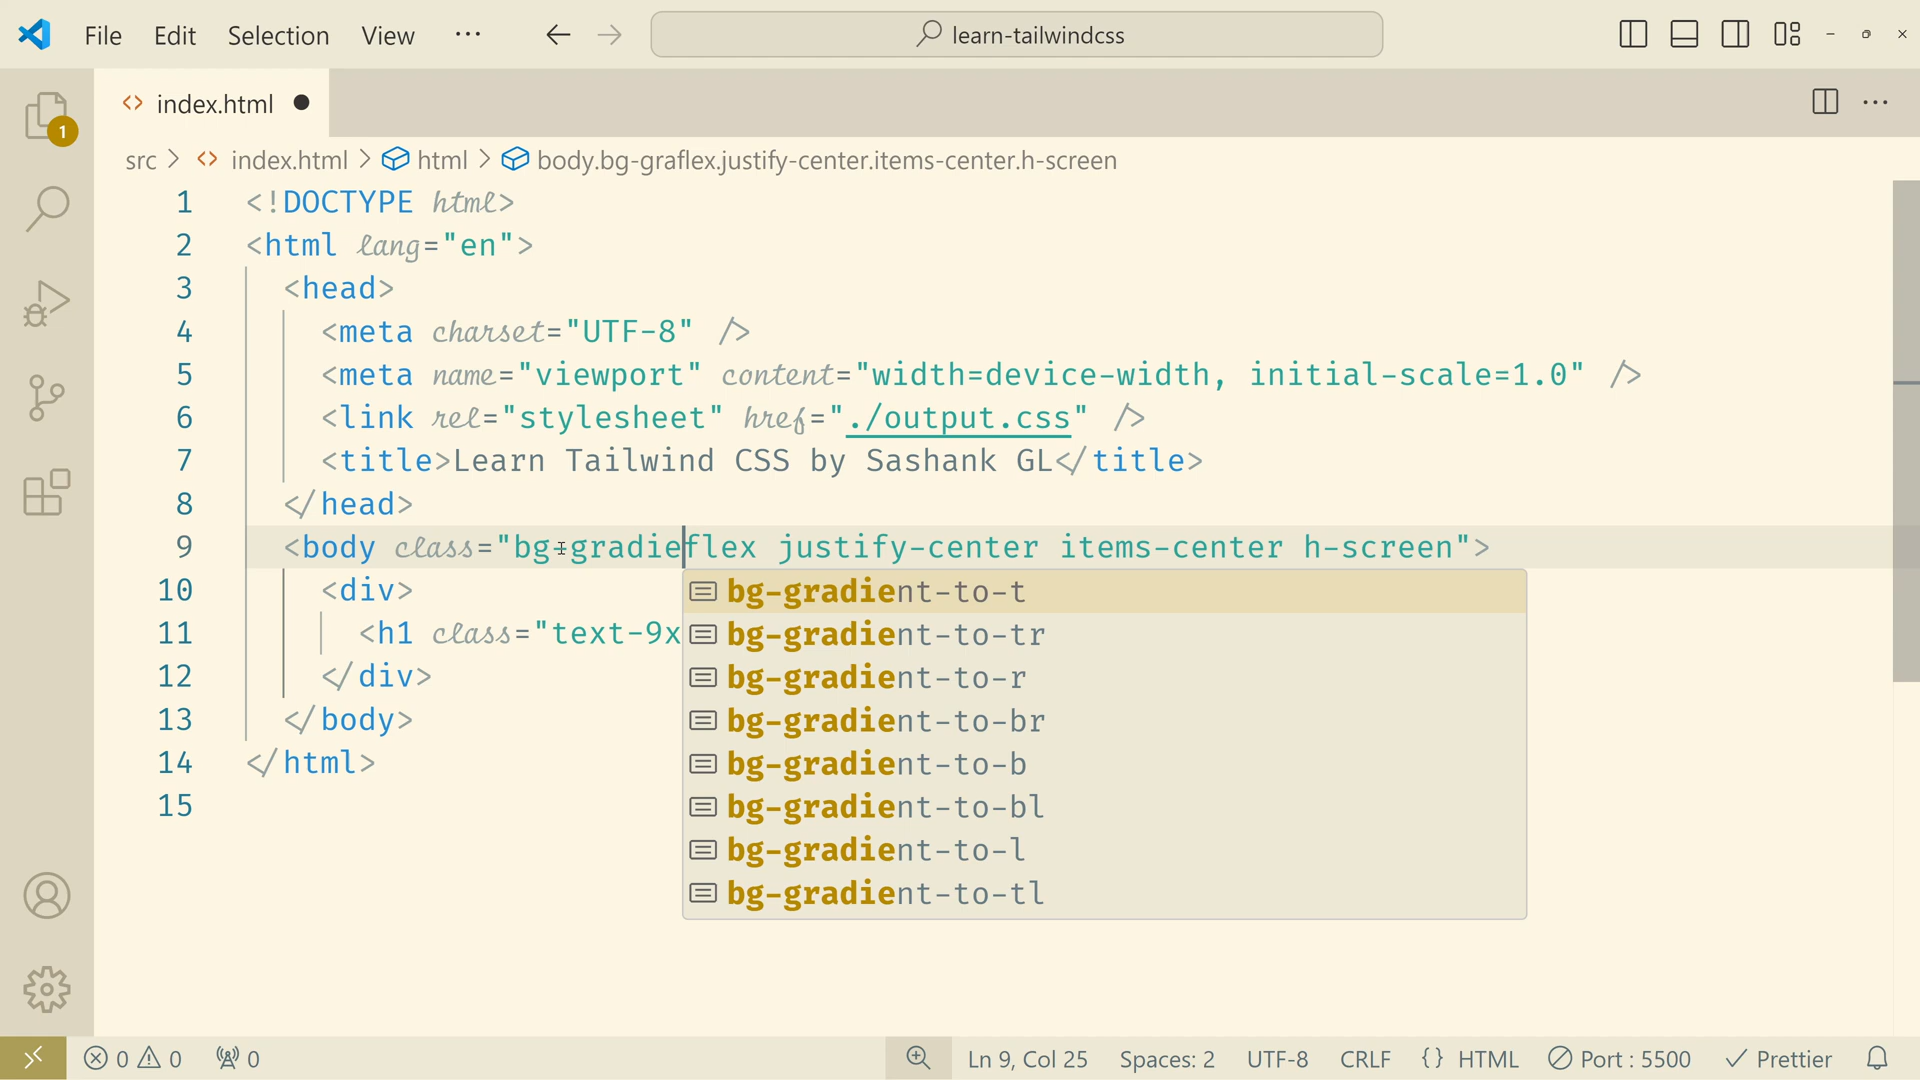 File Edit Selection View ··· learn-tailwindcss
index.html
1
src > index.html > html > body.bg-graflex.justify-center.items-center.h-screen
1 <!DOCTYPE html>
2 <html lang="en">
3 <head>
4 <meta charset="UTF-8" />
5 <meta name="viewport" content="width=device-width, initial-scale=1.0" />
6 <link rel="stylesheet" href="./output.css" />
7 <title>Learn Tailwind CSS by Sashank GL</title>
8 </head>
9 <body class="bg-gradieflex justify-center items-center h-screen">
10 <div>
11 <h1 class="text-9x
12 </div>
13 </body>
14 </html>
15
bg-gradient-to-t
bg-gradient-to-tr
bg-gradient-to-r
bg-gradient-to-br
bg-gradient-to-b
bg-gradient-to-bl
bg-gradient-to-l
bg-gradient-to-tl
0 0 0 Ln 9, Col 25 Spaces: 2 UTF-8 CRLF {} HTML Port : 5500 Prettier